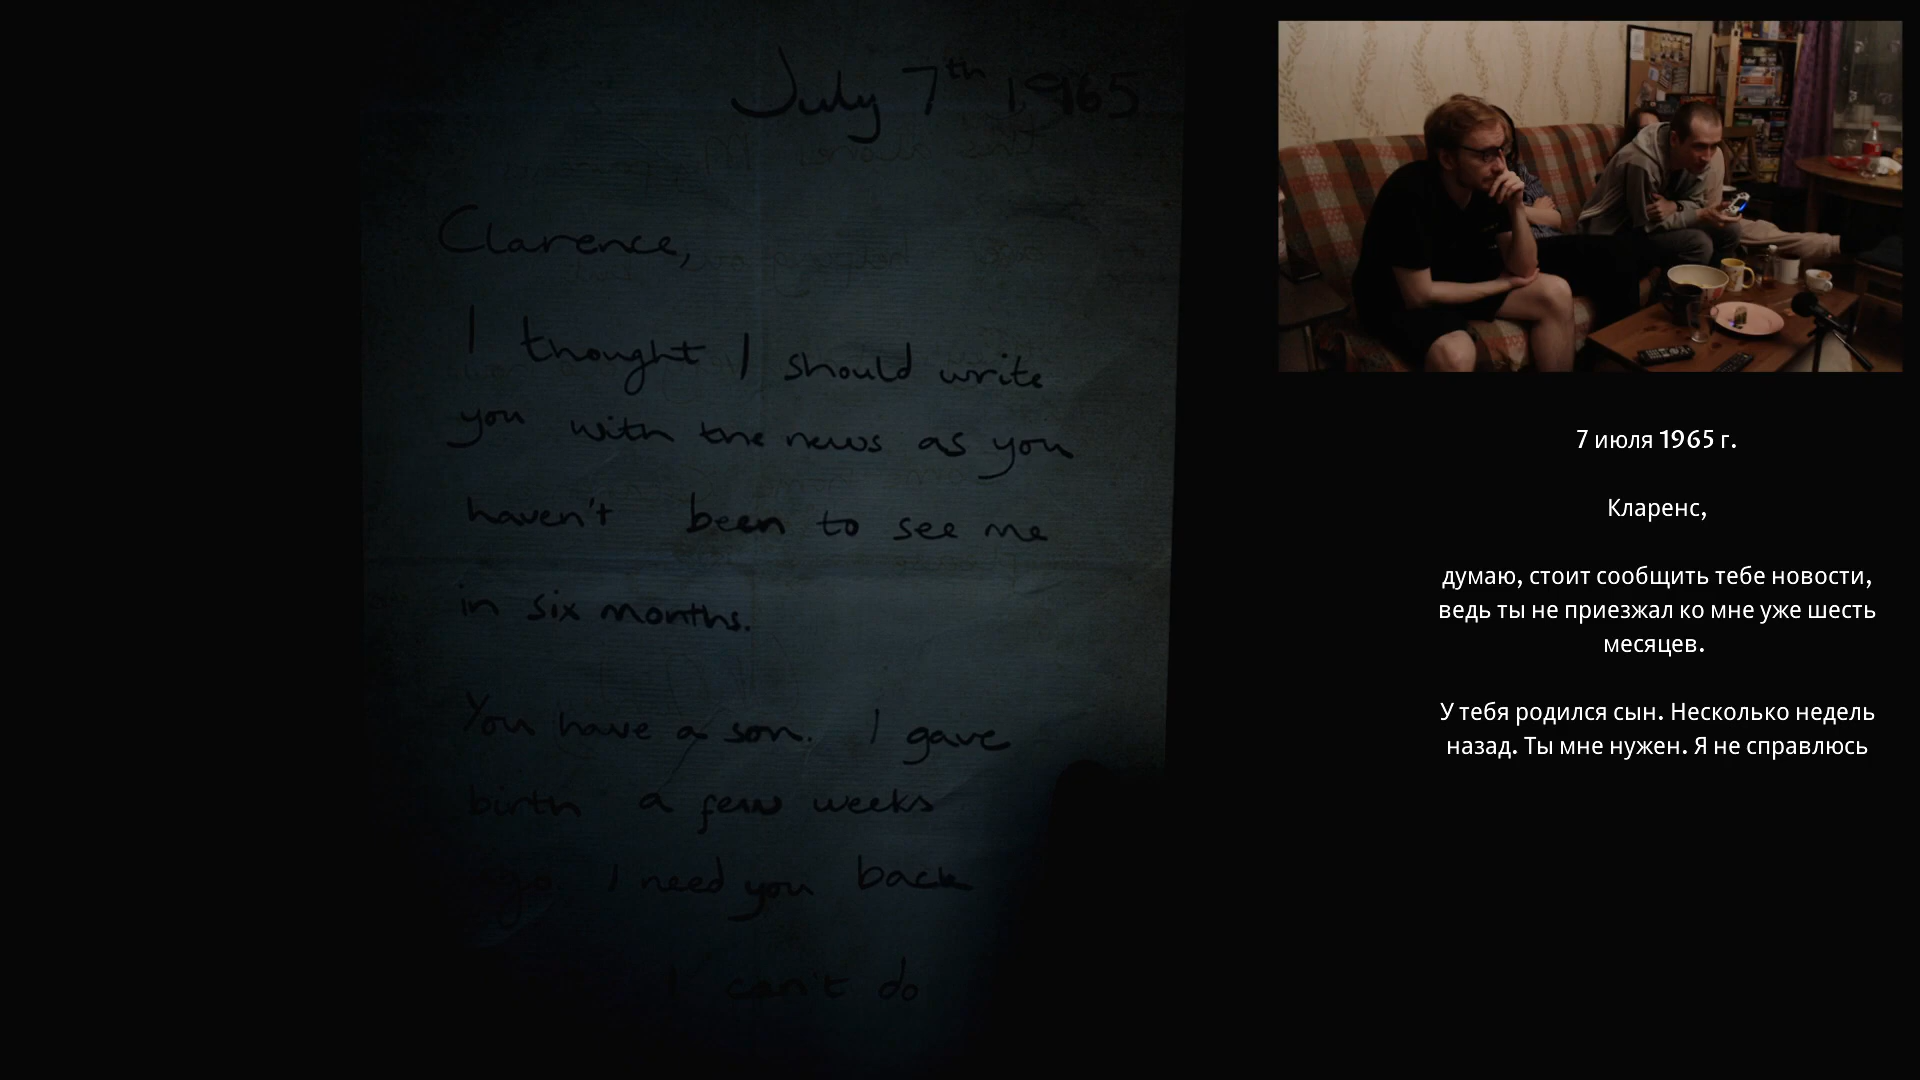 July 7th 1965
Clarence,
I thought I should write
you with the news as you
haven't been to see me
in six months.
You have a son. I gave
birth a few weeks
ago. I need you back
I can't do
7 июля 1965 г.
Кларенс,
думаю, стоит сообщить тебе новости,
ведь ты не приезжал ко мне уже шесть
месяцев.
У тебя родился сын. Несколько недель
назад. Ты мне нужен. Я не справлюсь